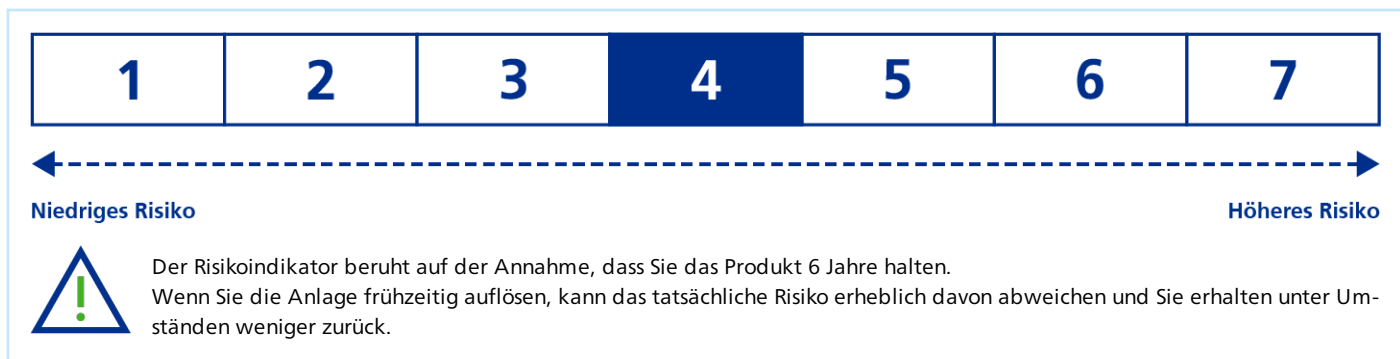 1 2 3 4 5 6 7
Niedriges Risiko Höheres Risiko
Der Risikoindikator beruht auf der Annahme, dass Sie das Produkt 6 Jahre halten.
Wenn Sie die Anlage frühzeitig auflösen, kann das tatsächliche Risiko erheblich davon abweichen und Sie erhalten unter Um-
ständen weniger zurück.